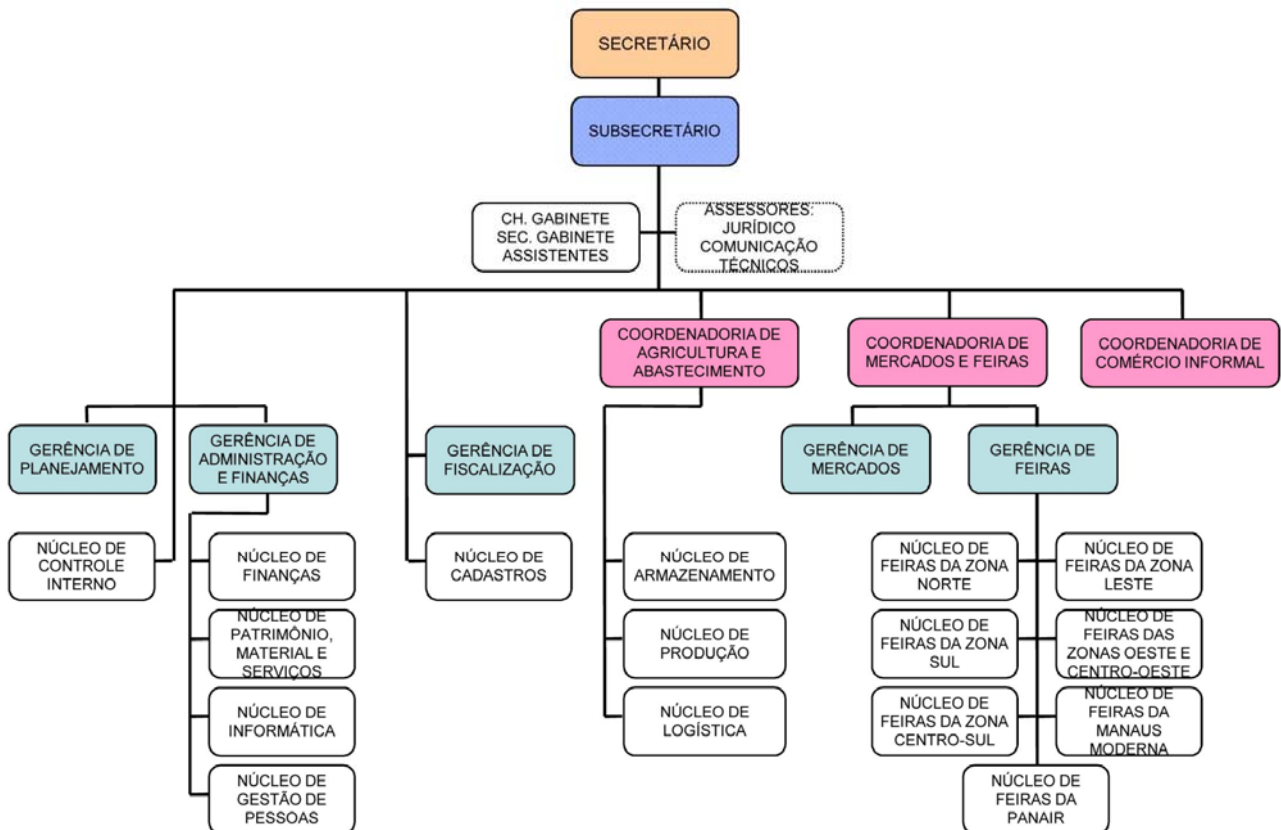 SECRETÁRIO
SUBSECRETÁRIO
CH. GABINETE
SEC. GABINETE
ASSISTENTES
ASSESSORES:
JURÍDICO
COMUNICAÇÃO
TÉCNICOS
COORDENADORIA DE
AGRICULTURA E
ABASTECIMENTO
COORDENADORIA DE
MERCADOS E FEIRAS
COORDENADORIA DE
COMÉRCIO INFORMAL
GERÊNCIA DE
PLANEJAMENTO
GERÊNCIA DE
ADMINISTRAÇÃO
E FINANÇAS
GERÊNCIA DE
FISCALIZAÇÃO
GERÊNCIA DE
MERCADOS
GERÊNCIA DE
FEIRAS
NÚCLEO DE
CONTROLE
INTERNO
NÚCLEO DE
FINANÇAS
NÚCLEO DE
CADASTROS
NÚCLEO DE
ARMAZENAMENTO
NÚCLEO DE
FEIRAS DA ZONA
NORTE
NÚCLEO DE
FEIRAS DA ZONA
LESTE
NÚCLEO DE
PATRIMÔNIO,
MATERIAL E
SERVIÇOS
NÚCLEO DE
PRODUÇÃO
NÚCLEO DE
FEIRAS DA ZONA
SUL
NÚCLEO DE
FEIRAS DAS
ZONAS OESTE E
CENTRO-OESTE
NÚCLEO DE
INFORMÁTICA
NÚCLEO DE
LOGÍSTICA
NÚCLEO DE
FEIRAS DA ZONA
CENTRO-SUL
NÚCLEO DE
FEIRAS DA
MANAUS
MODERNA
NÚCLEO DE
GESTÃO DE
PESSOAS
NÚCLEO DE
FEIRAS DA
PANAIR